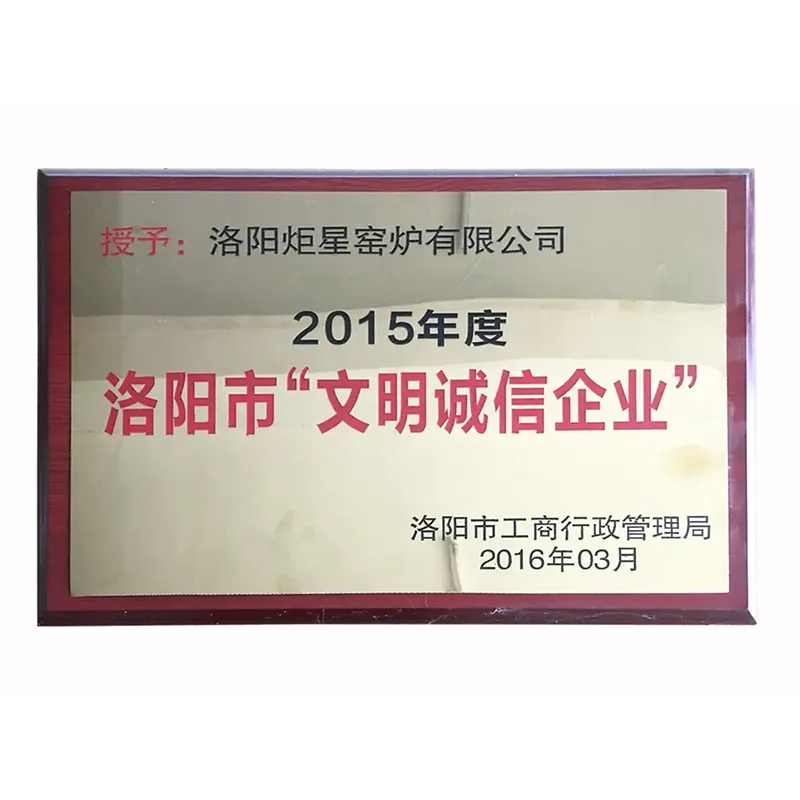 授予：洛阳炬星窑炉有限公司
2015年度
洛阳市“文明诚信企业”
洛阳市工商行政管理局
2016年03月